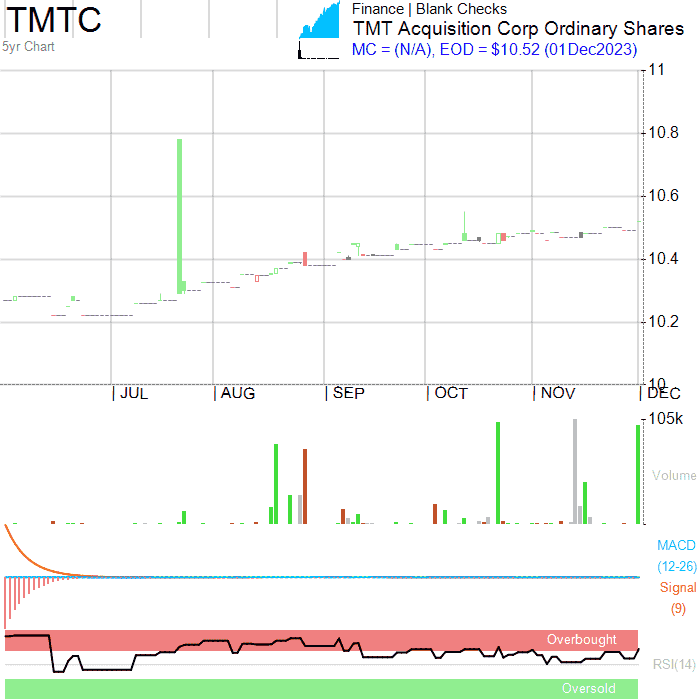 TMTC
5yr Chart
Finance | Blank Checks
TMT Acquisition Corp Ordinary Shares
MC = (N/A), EOD = $10.52 (01Dec2023)
11
10.8
10.6
10.4
10.2
10
JUL
AUG
SEP
OCT
NOV
DEC
105k
Volume
MACD
(12-26)
Signal
(9)
Overbought
RSI(14)
Oversold